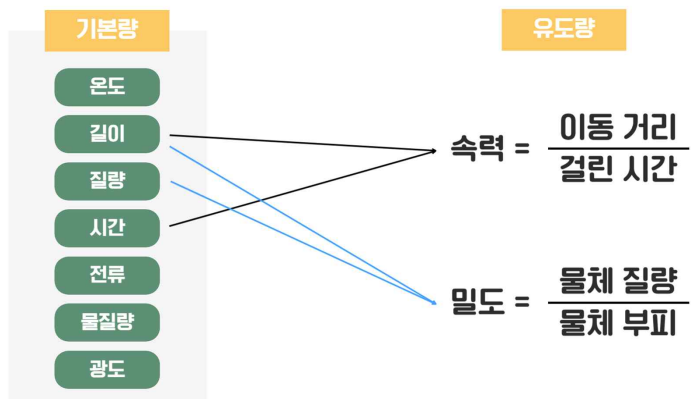 기본량
온도
길이
질량
시간
전류
물질량
광도
유도량
속력 = 이동 거리
걸린 시간
밀도 = 물체 질량
물체 부피